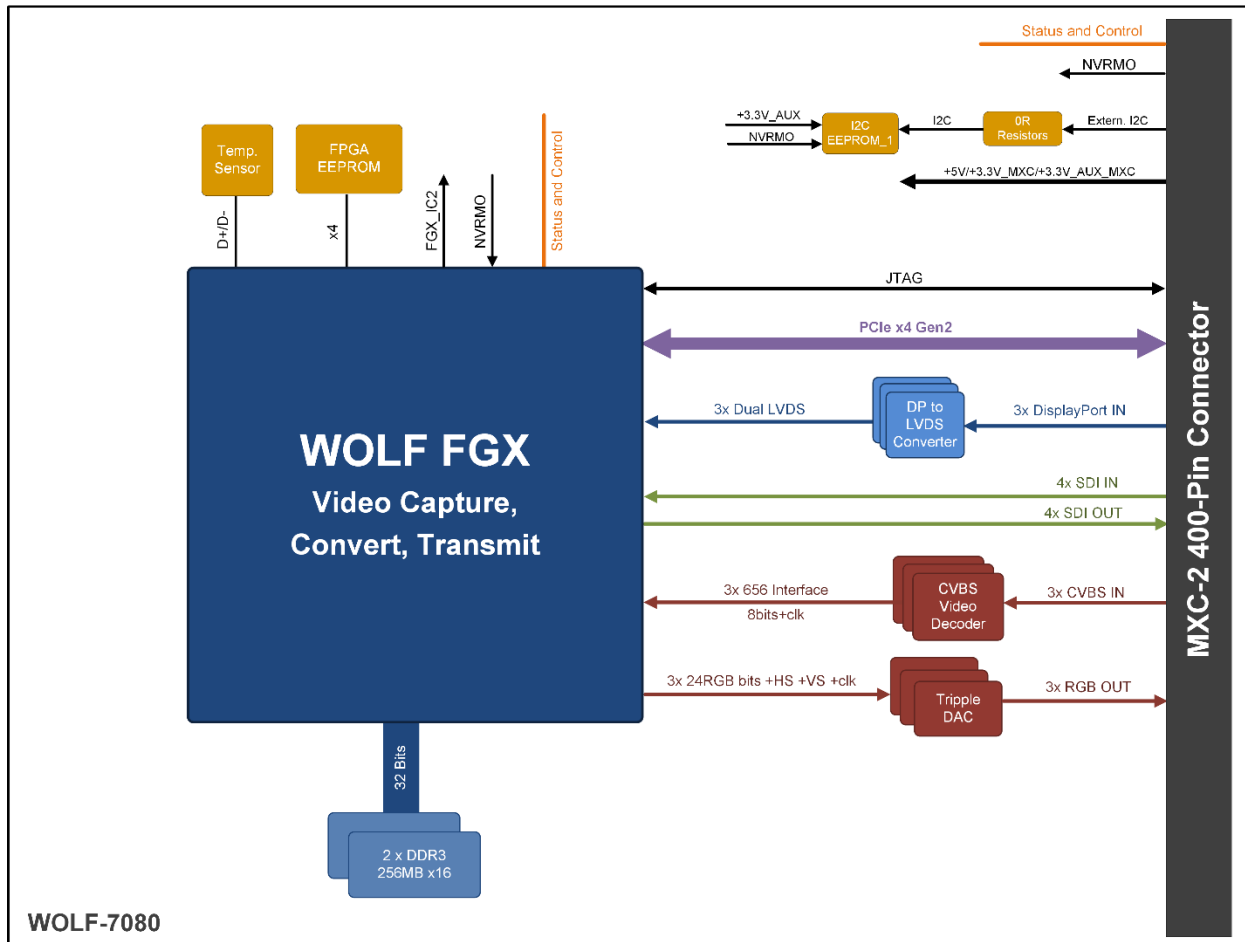 Status and Control
NVRMO
+3.3V_AUX
NVRMO
I2C
EEPROM_1
I2C
0R
Resistors
Extern. I2C
+5V/+3.3V_MXC/+3.3V_AUX_MXC
Temp.
Sensor
FPGA
EEPROM
D+/D-
x4
FGX_IC2
NVRMO
Status and Control
JTAG
PCIe x4 Gen2
3x Dual LVDS
DP to
LVDS
Converter
3x DisplayPort IN
WOLF FGX
Video Capture,
Convert, Transmit
4x SDI IN
4x SDI OUT
3x 656 Interface
8bits+clk
CVBS
Video
Decoder
3x CVBS IN
3x 24RGB bits +HS +VS +clk
Tripple
DAC
3x RGB OUT
MXC-2 400-Pin Connector
32 Bits
2 x DDR3
256MB x16
WOLF-7080